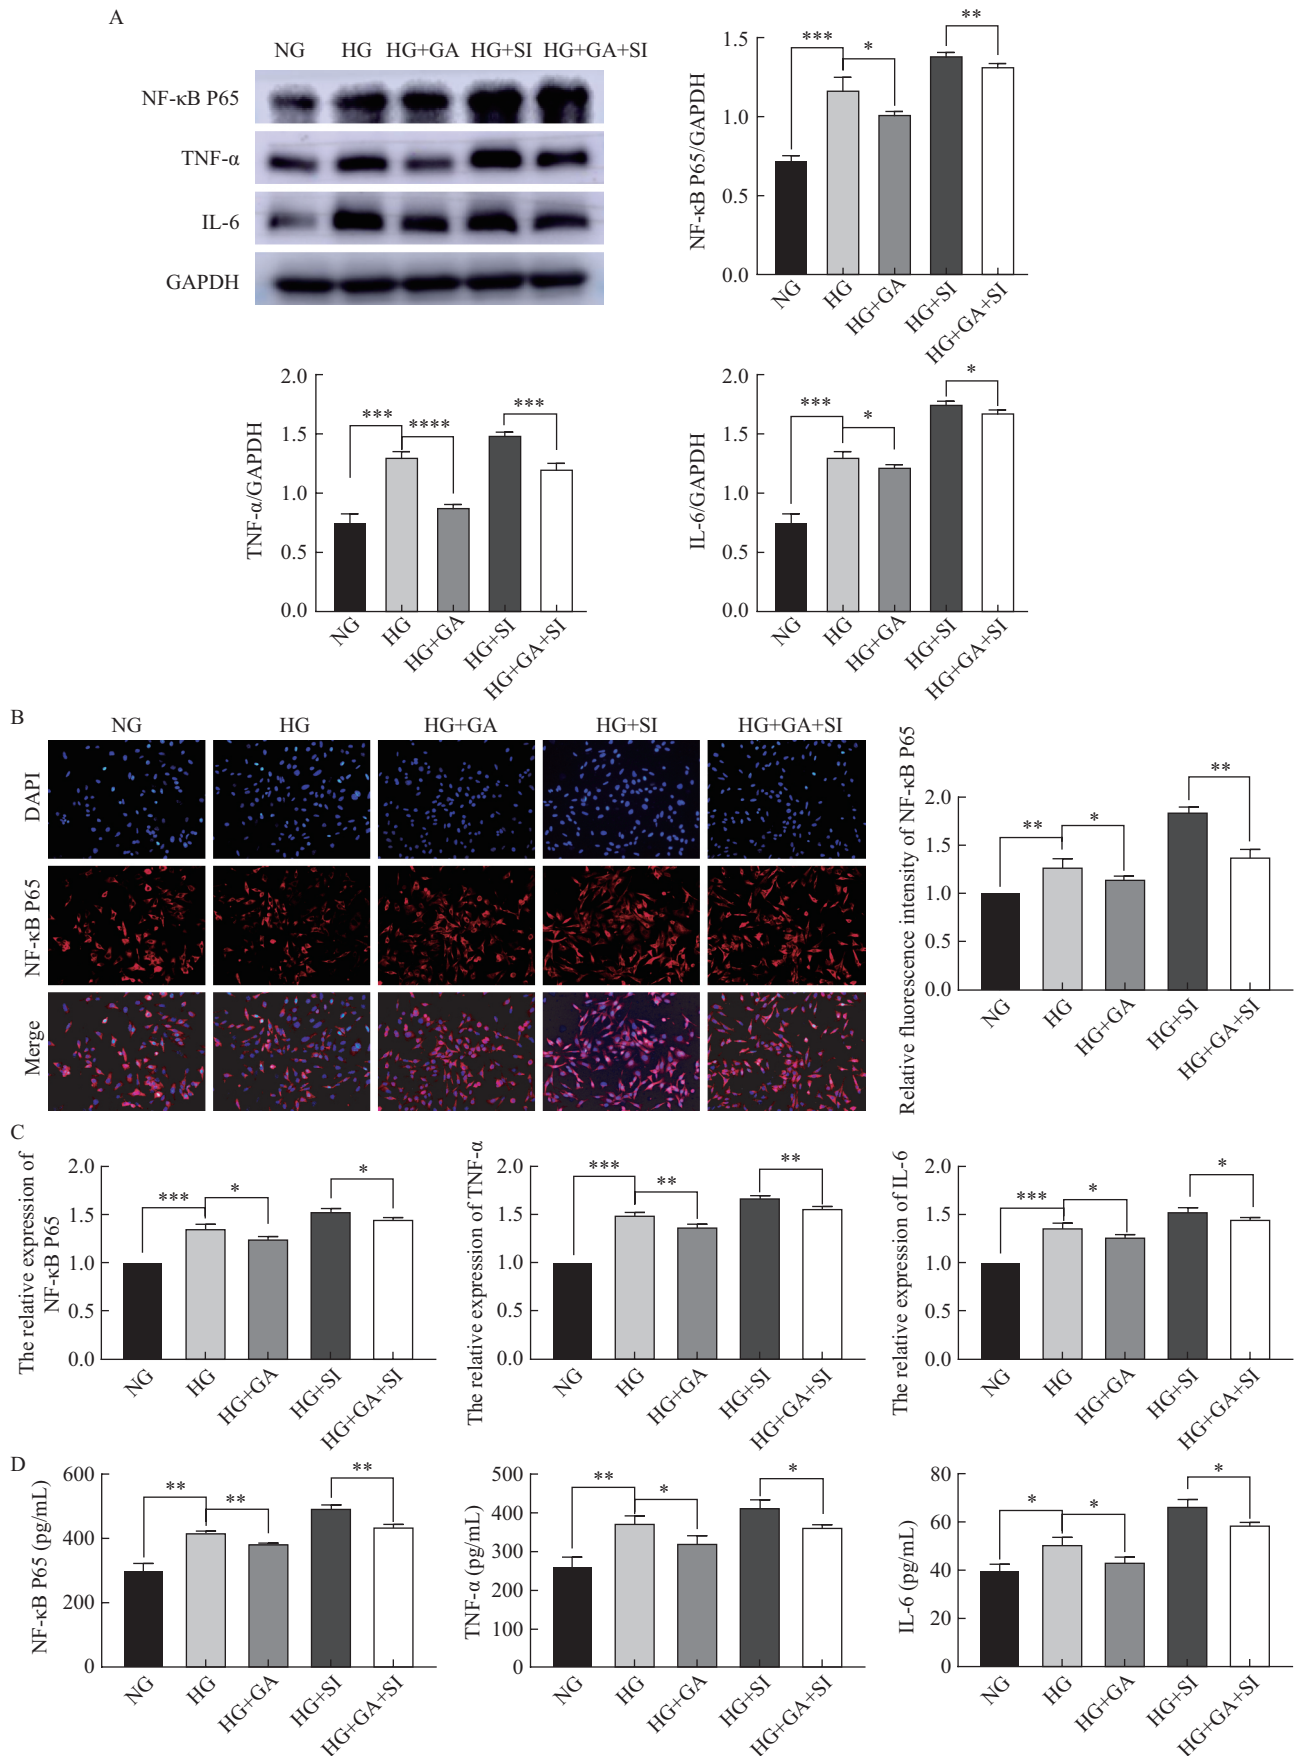 A
NG HG HG+GA HG+SI HG+GA+SI
NF-κB P65
TNF-α
IL-6
GAPDH
NF-κB P65/GAPDH
1.5
1.0
0.5
0.0
*** * **
NG HG HG+GA HG+SI HG+GA+SI
TNF-α/GAPDH
2.0
1.5
1.0
0.5
0.0
*** **** ***
NG HG HG+GA HG+SI HG+GA+SI
IL-6/GAPDH
2.0
1.5
1.0
0.5
0.0
*** * *
NG HG HG+GA HG+SI HG+GA+SI
B
NG HG HG+GA HG+SI HG+GA+SI
DAPI
NF-κB P65
Merge
Relative fluorescence intensity of NF-κB P65
2.0
1.5
1.0
0.5
0.0
** * **
NG HG HG+GA HG+SI HG+GA+SI
C
The relative expression of
NF-κB P65
2.0
1.5
1.0
0.5
0.0
*** * *
NG HG HG+GA HG+SI HG+GA+SI
The relative expression of TNF-α
2.0
1.5
1.0
0.5
0.0
*** ** **
NG HG HG+GA HG+SI HG+GA+SI
The relative expression of IL-6
2.0
1.5
1.0
0.5
0.0
*** * *
NG HG HG+GA HG+SI HG+GA+SI
D
NF-κB P65 (pg/mL)
600
400
200
0
** ** **
NG HG HG+GA HG+SI HG+GA+SI
TNF-α (pg/mL)
500
400
300
200
100
0
** * *
NG HG HG+GA HG+SI HG+GA+SI
IL-6 (pg/mL)
80
60
40
20
0
* * *
NG HG HG+GA HG+SI HG+GA+SI